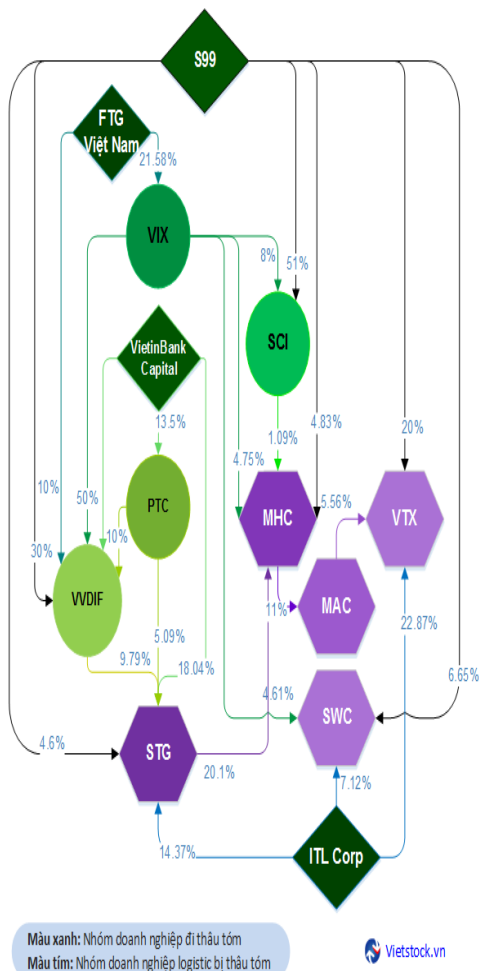 S99
FTG
Việt Nam
21.58%
VIX
8%
51%
SCI
VietinBank
Capital
13.5%
4.83%
1.09%
20%
4.75%
10%
50%
PTC
MHC
5.56%
VTX
10%
30%
VVDIF
11%
MAC
22.87%
5.09%
9.79%
18.04%
6.65%
4.61%
SWC
4.6%
STG
20.1%
7.12%
14.37%
ITL Corp
Màu xanh: Nhóm doanh nghiệp đi thâu tóm
Màu tím: Nhóm doanh nghiệp logistic bị thâu tóm
Vietstock.vn